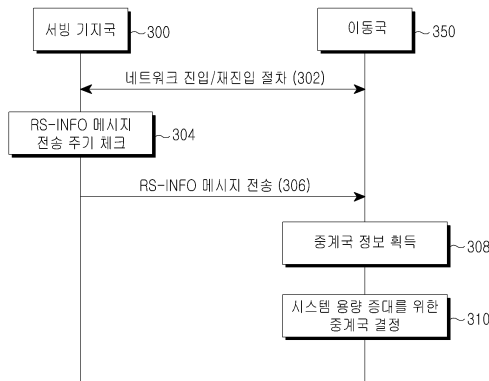 서빙 기지국
300
이동국
350
네트워크 진입/재진입 절차 (302)
RS-INFO 메시지
전송 주기 체크
304
RS-INFO 메시지 전송 (306)
중계국 정보 획득
308
시스템 용량 증대를 위한
중계국 결정
310